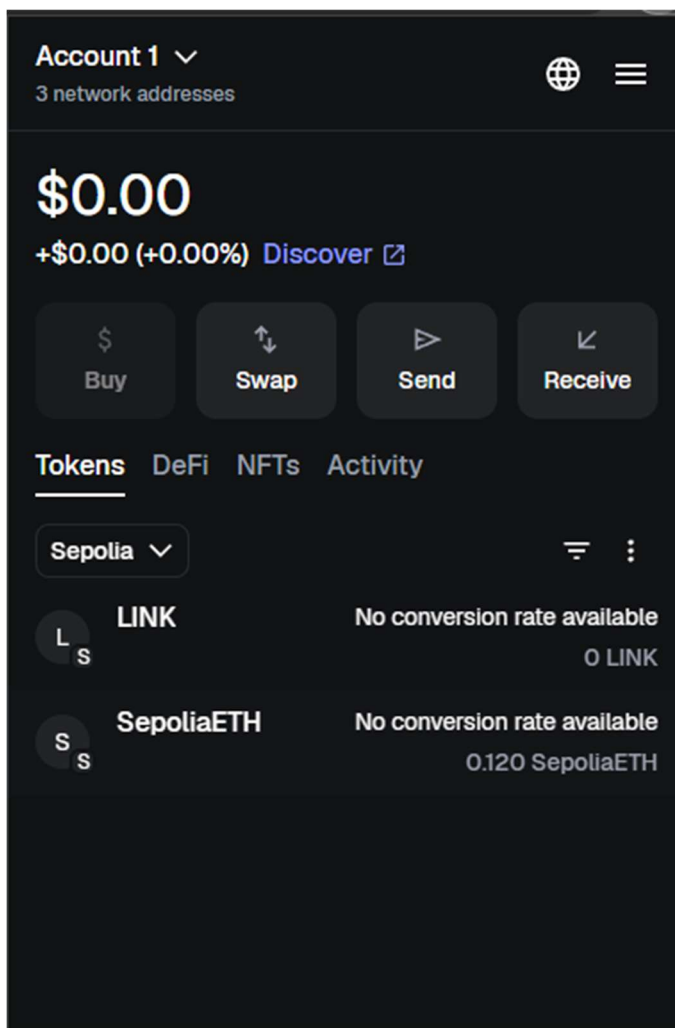 Account 1
3 network addresses
$0.00
+$0.00 (+0.00%) Discover
$
Buy Swap Send Receive
Tokens DeFi NFTs Activity
Sepolia
L S LINK No conversion rate available
0 LINK
S S SepoliaETH No conversion rate available
0.120 SepoliaETH